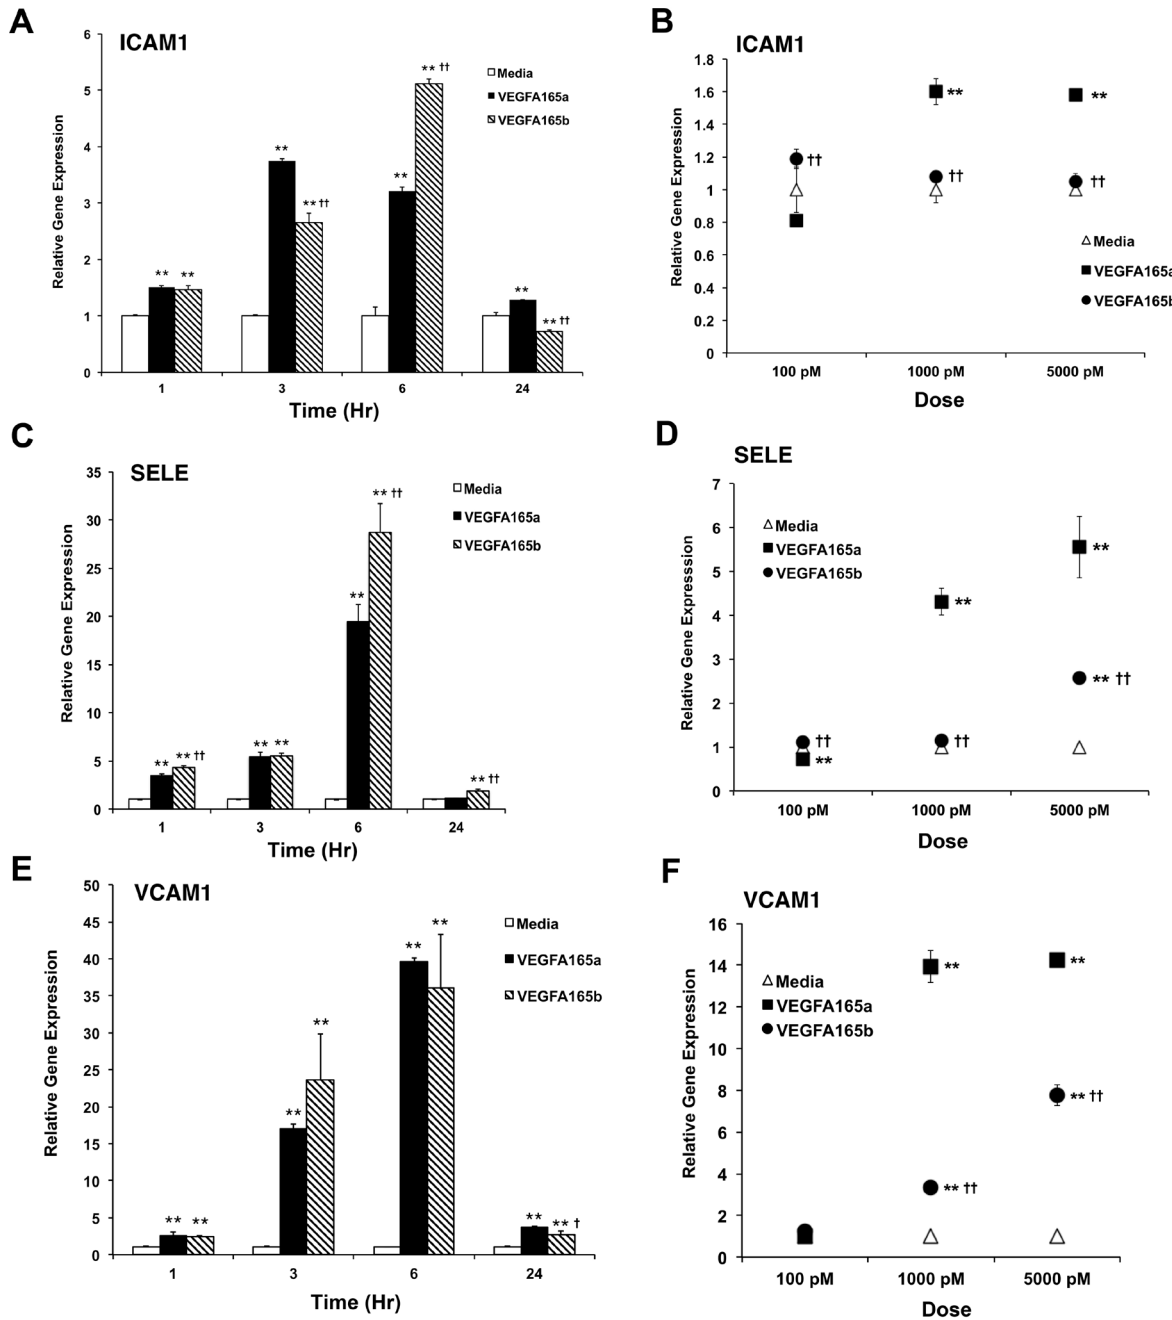 A
ICAM1
Relative Gene Expression
6
5
4
3
2
1
0
Media
VEGFA165a
VEGFA165b
** **
**
** ††
**
** ††
**
** ††
1 3 6 24
Time (Hr)
B
ICAM1
Relative Gene Expression
1.8
1.6
1.4
1.2
1
0.8
0.6
0.4
0.2
0
††
**
††
**
††
Media
VEGFA165a
VEGFA165b
100 pM 1000 pM 5000 pM
Dose
C
SELE
Relative Gene Expression
35
30
25
20
15
10
5
0
Media
VEGFA165a
VEGFA165b
** ** ††
** **
**
** ††
** ††
1 3 6 24
Time (Hr)
D
SELE
Relative Gene Expresssion
7
6
5
4
3
2
1
0
Media
VEGFA165a
VEGFA165b
††
**
**
††
**
** ††
100 pM 1000 pM 5000 pM
Dose
E
VCAM1
Relative Gene Expression
50
45
40
35
30
25
20
15
10
5
0
Media
VEGFA165a
VEGFA165b
** **
**
**
**
**
**
** †
1 3 6 24
Time (Hr)
F
VCAM1
Relative Gene Expression
16
14
12
10
8
6
4
2
0
Media
VEGFA165a
VEGFA165b
**
** ††
**
** ††
100 pM 1000 pM 5000 pM
Dose